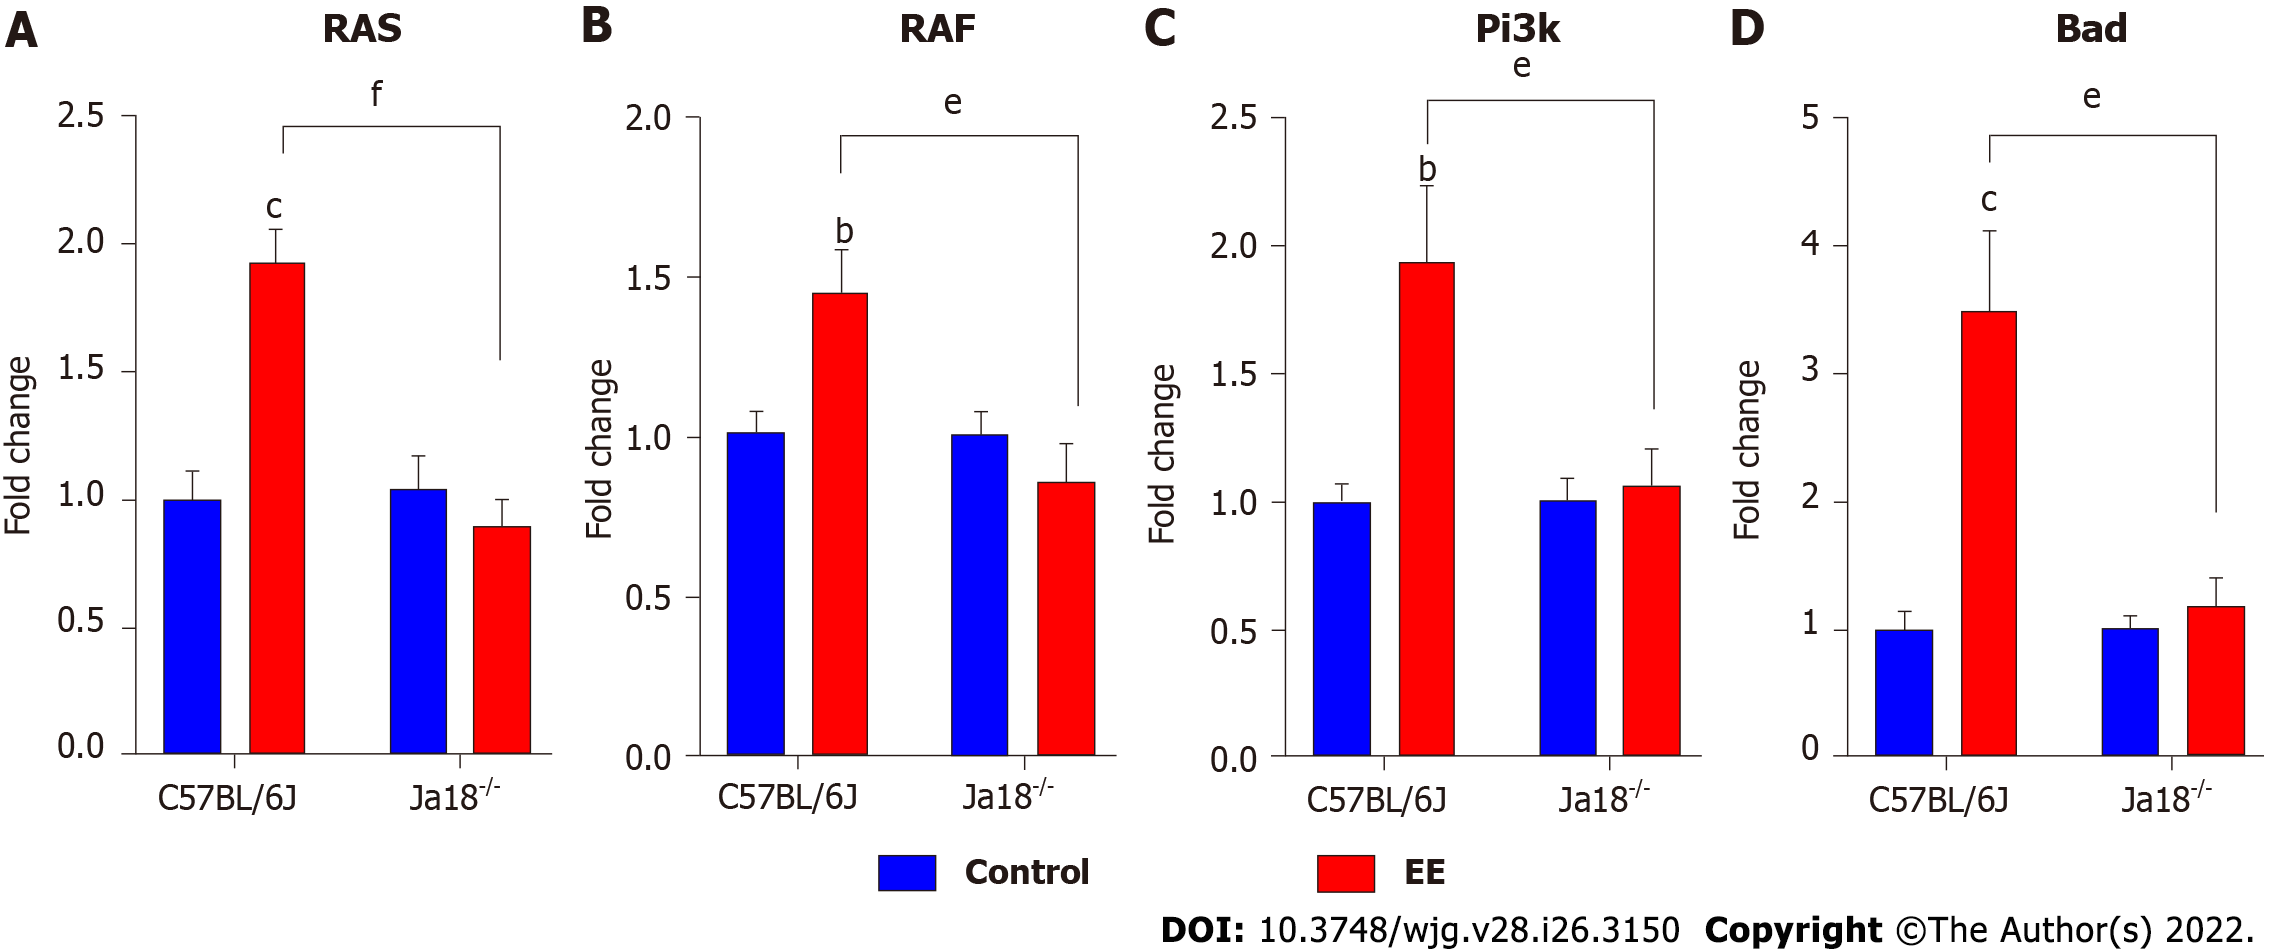 A RAS
f
2.5
2.0
1.5
1.0
0.5
0.0
Fold change
c
C57BL/6J Ja18-/-
B RAF
e
2.0
1.5
1.0
0.5
0.0
Fold change
b
C57BL/6J Ja18-/-
C Pi3k
e
2.5
2.0
1.5
1.0
0.5
0.0
Fold change
b
C57BL/6J Ja18-/-
D Bad
e
5
4
3
2
1
0
Fold change
c
C57BL/6J Ja18-/-
Control EE
DOI: 10.3748/wjg.v28.i26.3150 Copyright ©The Author(s) 2022.